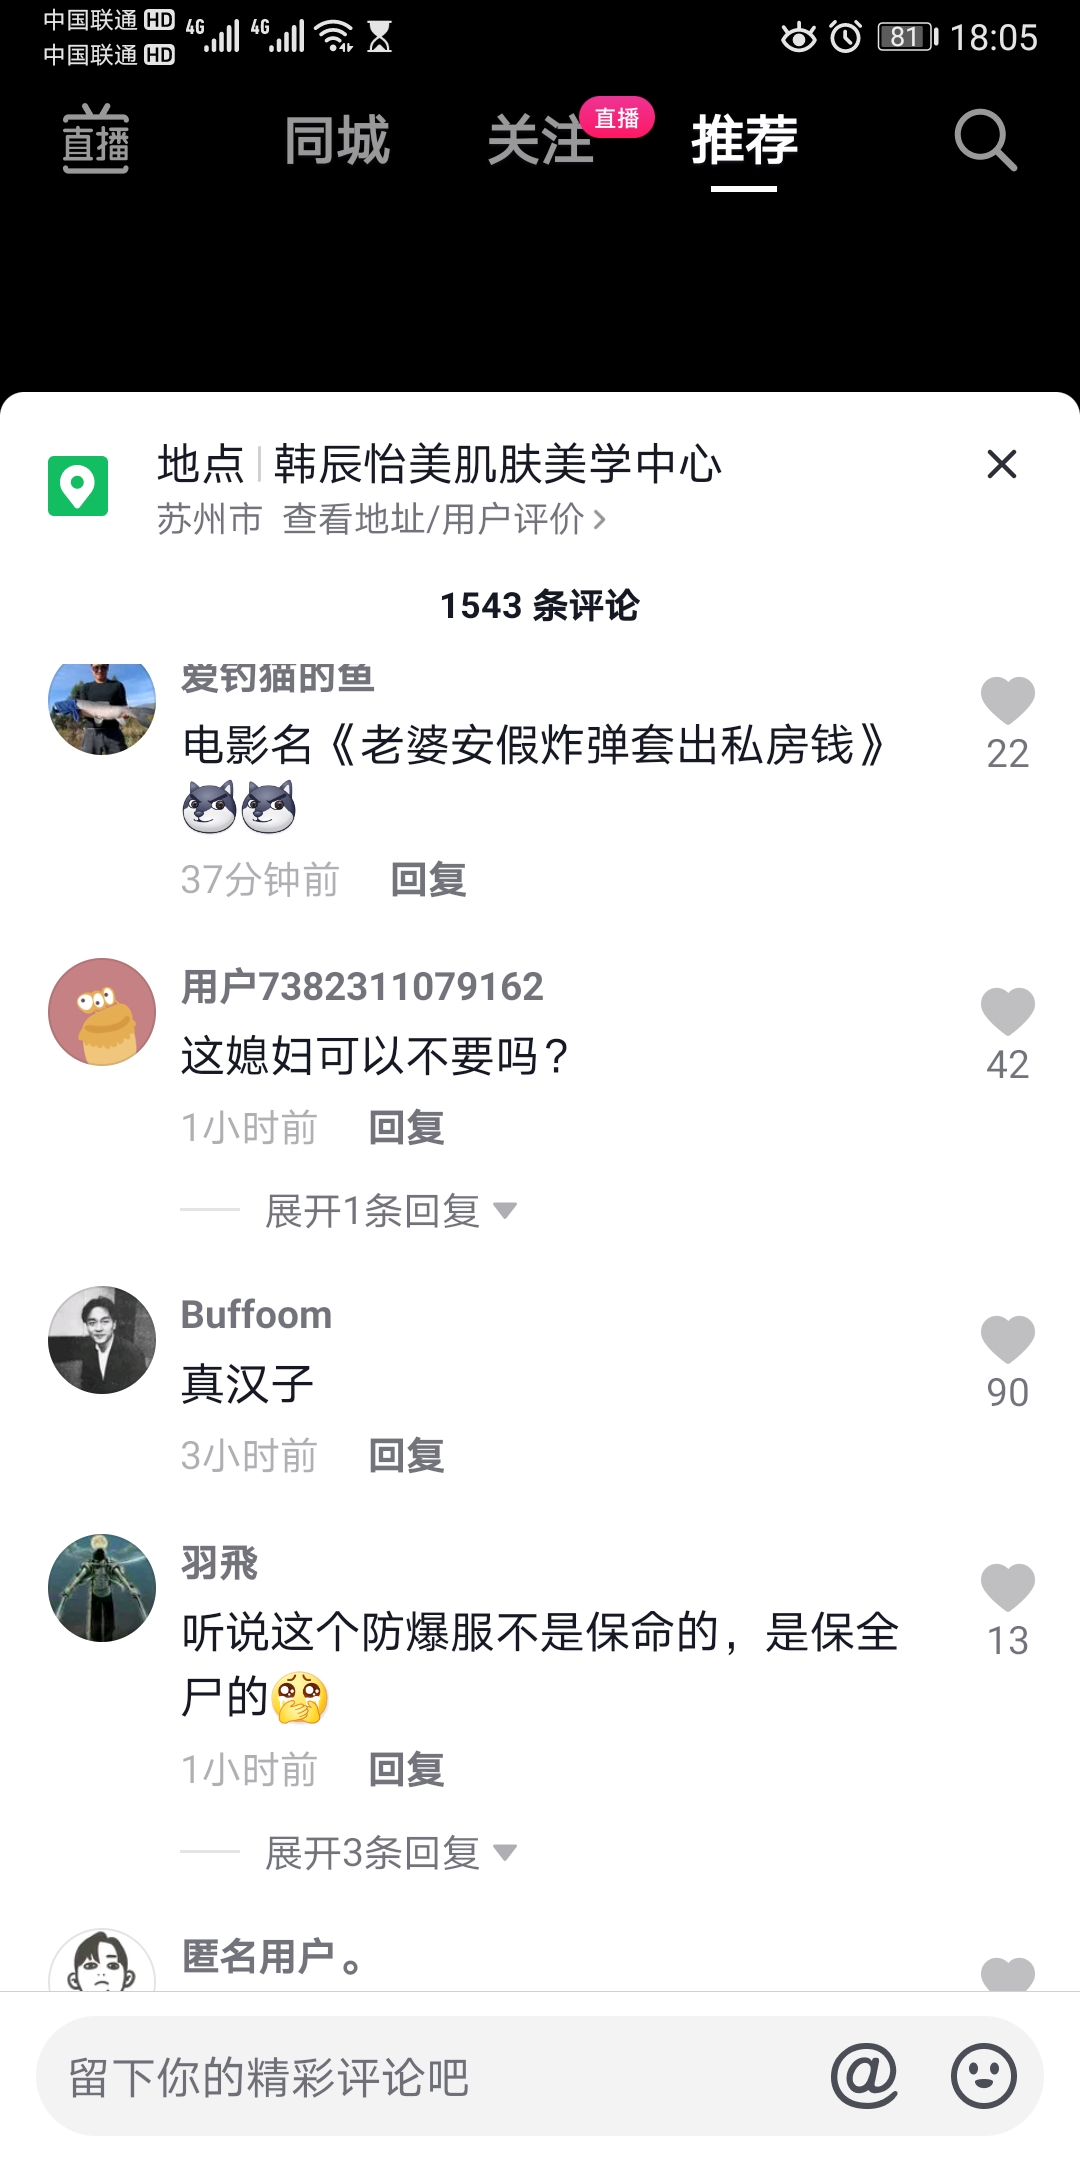 中国联通 HD 4G 4G 81 18:05
中国联通 HD
直播 同城 关注 直播 推荐
地点 韩辰怡美肌肤美学中心
苏州市 查看地址/用户评价
1543 条评论
爱钓猫的鱼
电影名《老婆安假炸弹套出私房钱》
22
37分钟前 回复
用户7382311079162
这媳妇可以不要吗?
42
1小时前 回复
展开1条回复
Buffoom
真汉子
90
3小时前 回复
羽飛
听说这个防爆服不是保命的，是保全
尸的
13
1小时前 回复
展开3条回复
匿名用户。
留下你的精彩评论吧 @